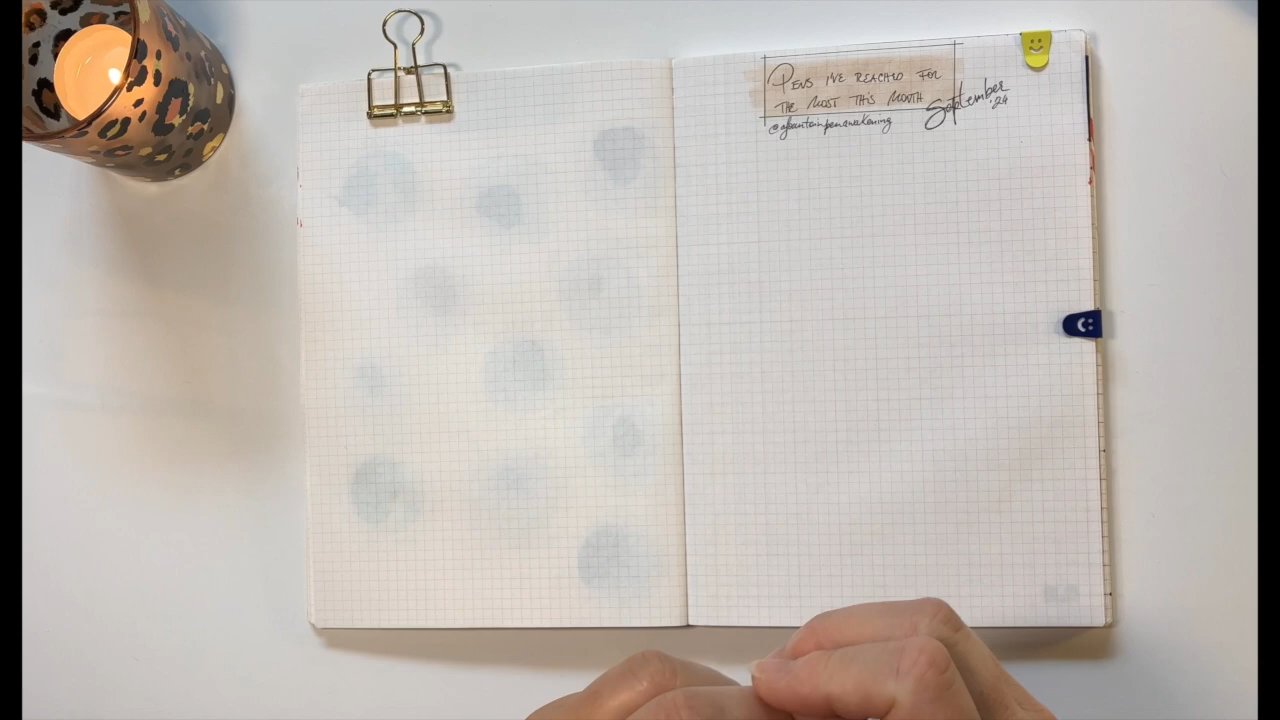 PENS I'VE REACHED FOR
THE MOST THIS MONTH
September '24
@afountainpenawakening